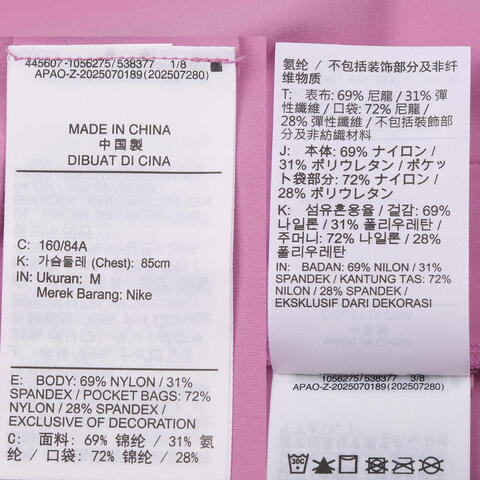 445607-1056275/538377 1/8
APAO-Z-2025070189(20250728​0)
MADE IN CHINA
中国製
DIBUAT DI CINA
C: 160/84A
K: 가슴둘레 (Chest): 85cm
IN: Ukuran: M
Merek Barang: Nike
E: BODY: 69% NYLON / 31%
SPANDEX / POCKET BAGS: 72%
NYLON / 28% SPANDEX /
EXCLUSIVE OF DECORATION
C: 面料: 69% 锦纶 / 31% 氨
纶 / 口袋: 72% 锦纶 / 28%
氨纶 / 不包括装饰部分及非纤
维物质
T: 表布: 69% 尼龍 / 31% 彈
性纖維 / 口袋: 72% 尼龍 /
28% 彈性纖維 / 不包括裝飾部
分及非紡織材料
J: 本体: 69% ナイロン /
31% ポリウレタン / ポケッ
ト袋部分: 72% ナイロン /
28% ポリウレタン
K: 섬유혼용율 / 겉감: 69%
나일론 / 31% 폴리우레탄 /
주머니: 72% 나일론 / 28%
폴리우레탄
IN: BADAN: 69% NILON / 31%
SPANDEK / KANTUNG TAS: 72%
NILON / 28% SPANDEK /
EKSKLUSIF DARI DEKORASI
1056275/538377 3/8
APAO-Z-2025070189 (20250728​0)
30C